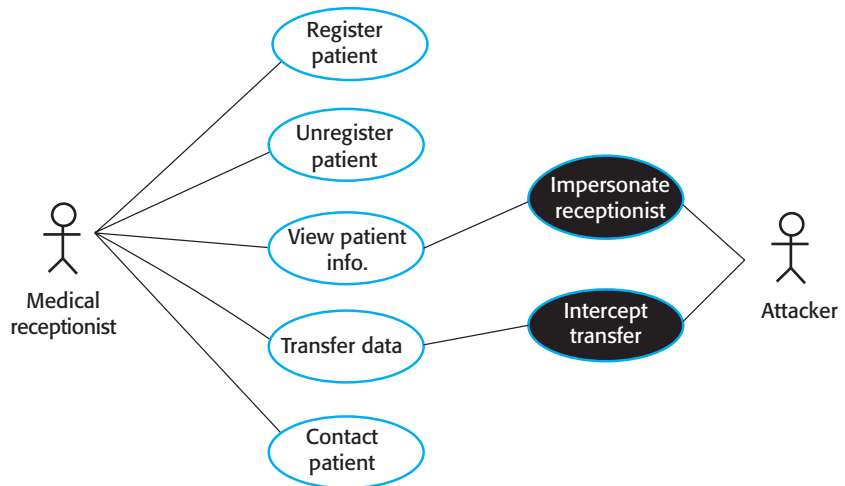 Register
patient
Unregister
patient
Impersonate
receptionist
View patient
info.
Medical
receptionist
Intercept
transfer
Attacker
Transfer data
Contact
patient